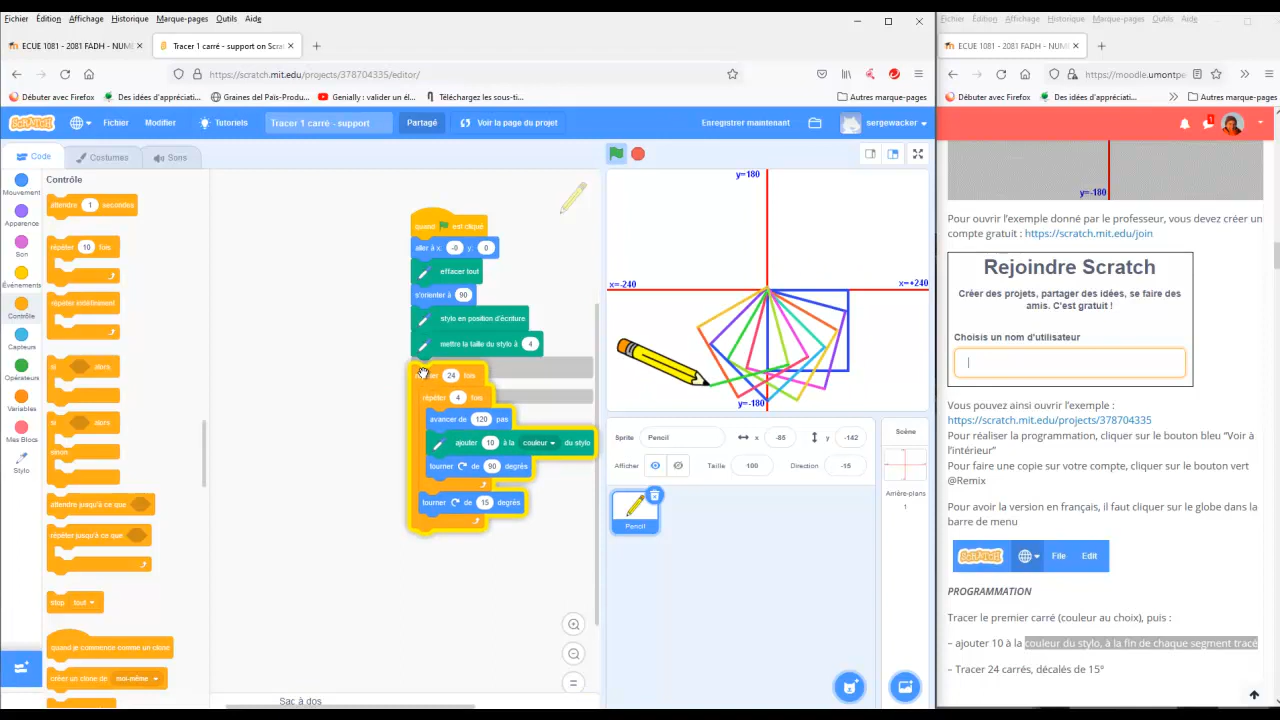 Fichier Édition Affichage Historique Marque-pages Outils Aide
ECUE 1081 - 2081 FADH - NUM
Tracer 1 carré - support on Scra
https://scratch.mit.edu/projects/378704335/editor/
Débuter avec Firefox
Des idées d'appréciati...
Graines del Païs-Produ...
Genially : valider un él...
Téléchargez les sous-ti...
Autres marque-pages
SCRATCH
Fichier
Modifier
Tutoriels
Tracer 1 carré - support
Partagé
Voir la page du projet
Enregistrer maintenant
sergewacker
Code
Costumes
Sons
Mouvement
Apparence
Son
Événements
Contrôle
Capteurs
Opérateurs
Variables
Mes Blocs
Stylo
Contrôle
attendre 1 secondes
répéter 10 fois
répéter indéfiniment
si alors
si alors
sinon
attendre jusqu'à ce que
répéter jusqu'à ce que
stop tout
quand je commence comme un clone
créer un clone de moi-même
quand est cliqué
aller à x: -0 y: 0
effacer tout
s'orienter à 90
stylo en position d'écriture
mettre la taille du stylo à 4
24 fois
répéter 4 fois
avancer de 120 pas
ajouter 10 à la couleur du stylo
tourner de 90 degrés
tourner de 15 degrés
Sac à dos
y=180
x=-240
x=+240
y=-180
Sprite Pencil x -85 y -142
Afficher Taille 100 Direction -15
Pencil
Scène
Arrière-plans
1
Fichier Édition Affichage Historique Marque-pages Outils Aide
ECUE 1081 - 2081 FADH - NUM
https://moodle.umontpe
Débuter avec Firefox
Des idées d'appréciati...
Autres marque-pages
1
y=-180
Pour ouvrir l'exemple donné par le professeur, vous devez créer un
compte gratuit : https://scratch.mit.edu/join
Rejoindre Scratch
Créer des projets, partager des idées, se faire des
amis. C'est gratuit !
Choisis un nom d'utilisateur
Vous pouvez ainsi ouvrir l'exemple :
https://scratch.mit.edu/projects/378704335
Pour réaliser la programmation, cliquer sur le bouton bleu "Voir à
l'intérieur"
Pour faire une copie sur votre compte, cliquer sur le bouton vert
@Remix
Pour avoir la version en français, il faut cliquer sur le globe dans la
barre de menu
SCRATCH File Edit
PROGRAMMATION
Tracer le premier carré (couleur au choix), puis :
– ajouter 10 à la couleur du stylo, à la fin de chaque segment tracé
– Tracer 24 carrés, décalés de 15°